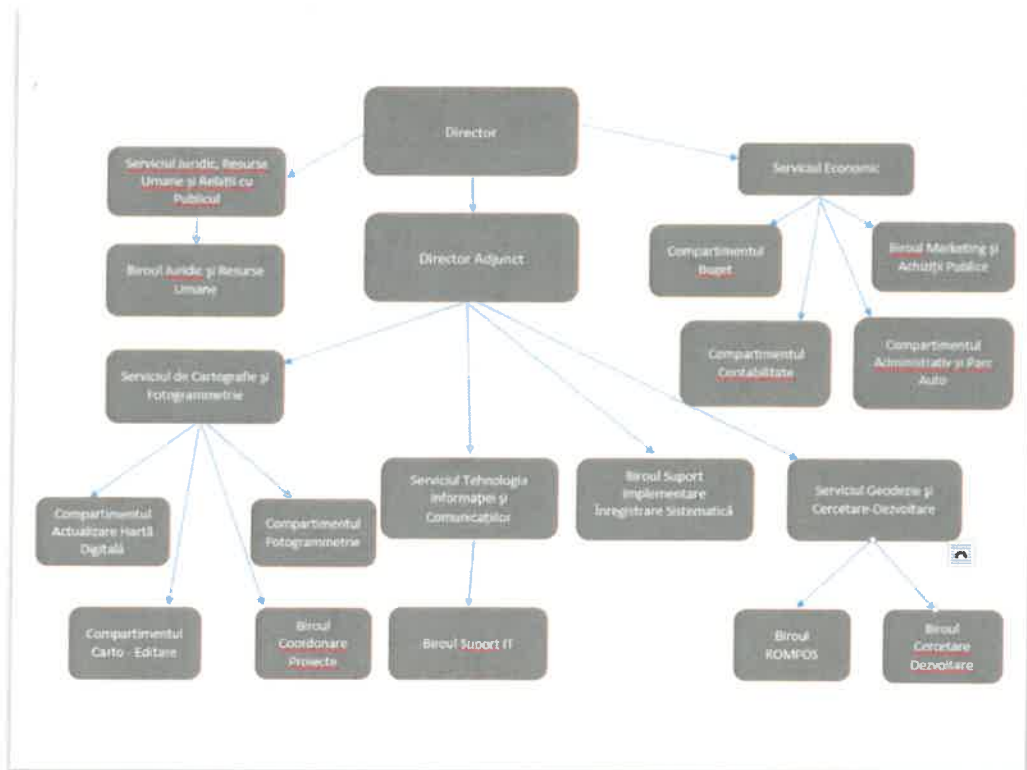 Director
Serviciul Juridic, Resurse
Umane și Relații cu
Publicul
Serviciul Economic
Biroul Juridic și Resurse
Umane
Director Adjunct
Compartimentul
Buget
Biroul Marketing și
Achiziții Publice
Compartimentul
Contabilitate
Compartimentul
Administrativ și Parc
Auto
Serviciul de Cartografie și
Fotogrammetrie
Serviciul Tehnologia
Informației și
Comunicațiilor
Biroul Suport
Implementare
Înregistrare Sistematică
Serviciul Geodezie și
Cercetare-Dezvoltare
Compartimentul
Actualizare Hartă
Digitală
Compartimentul
Fotogrammetrie
Compartimentul
Carto - Editare
Biroul
Coordonare
Proiecte
Biroul Suport IT
Biroul
ROMPOS
Biroul
Cercetare
Dezvoltare